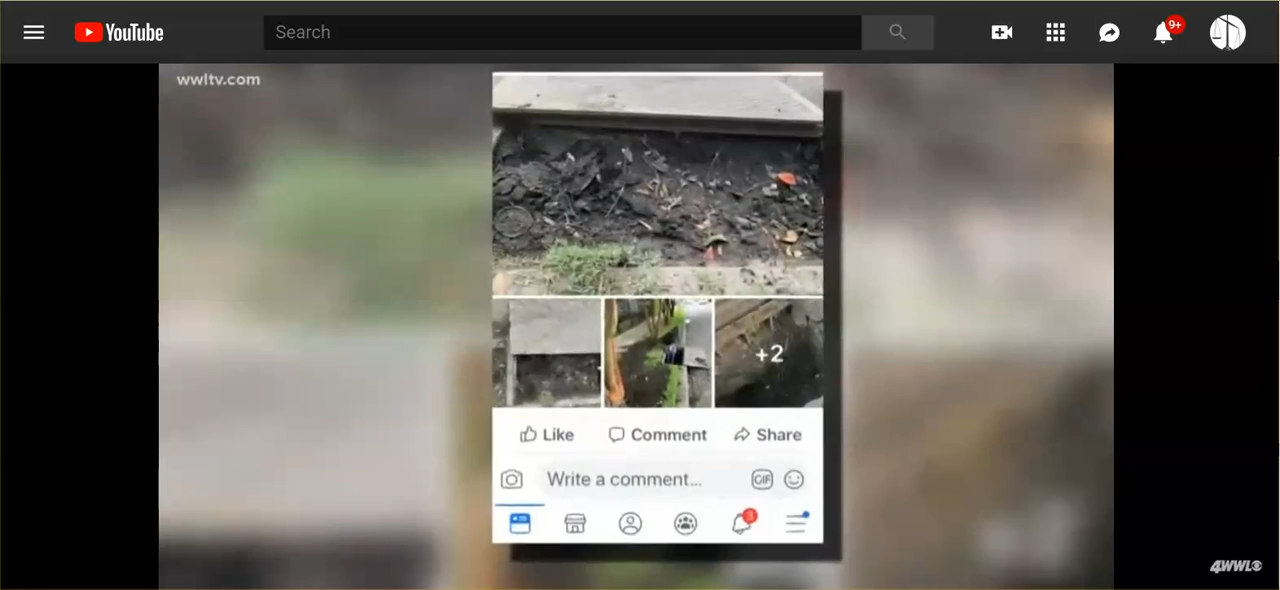 YouTube
Search
9+
wwltv.com
+2
Like
Comment
Share
Write a comment...
GIF
3
4WWL